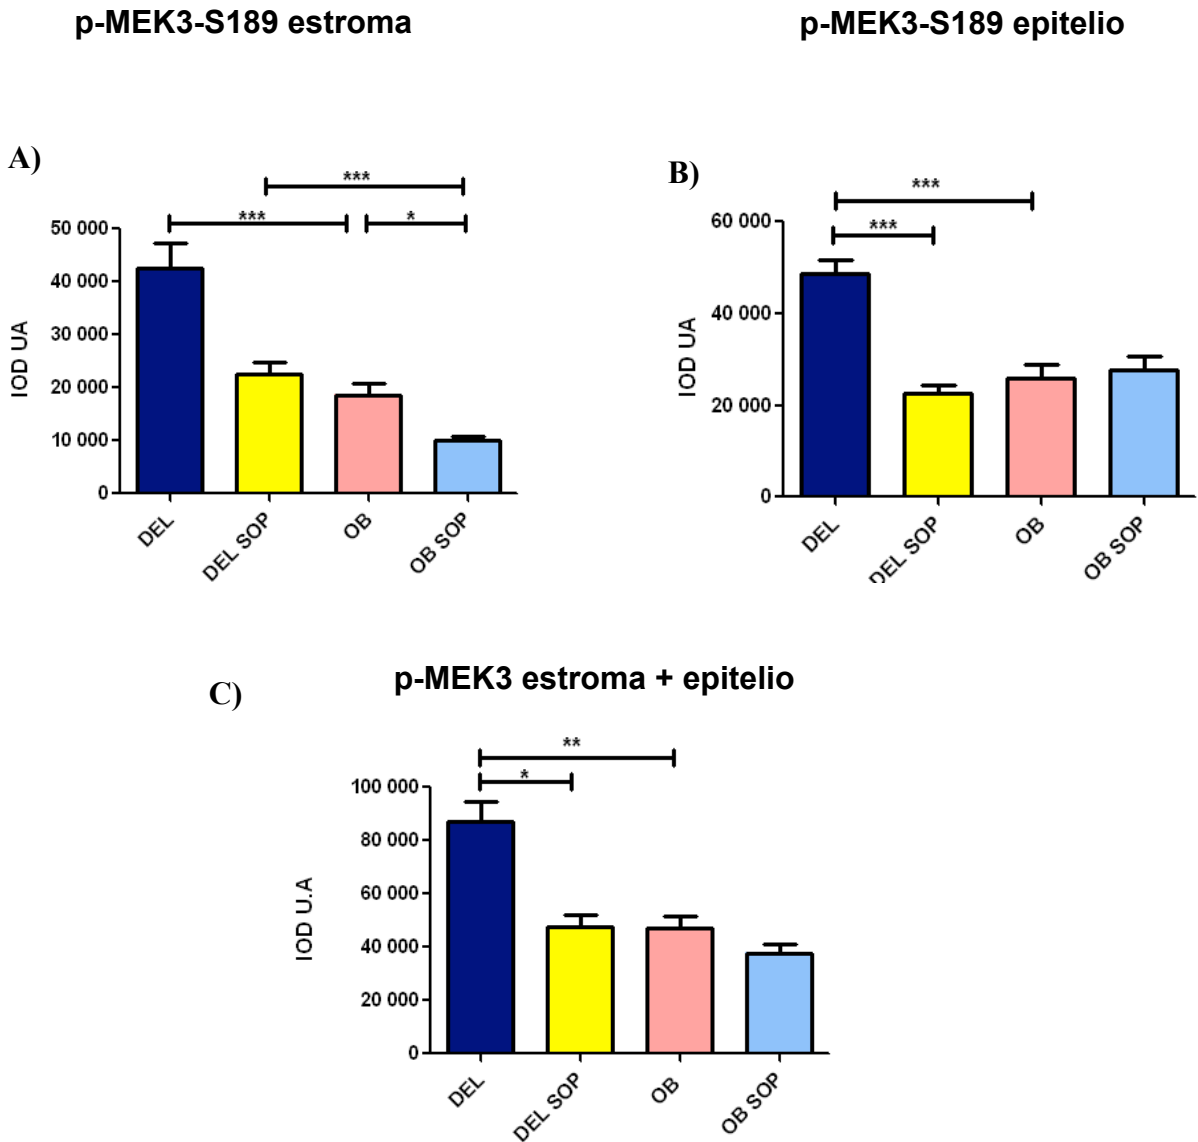 p-MEK3-S189 estroma
p-MEK3-S189 epitelio
A)
***
***
*
50 000
40 000
30 000
20 000
10 000
0
IOD UA
DEL
DEL SOP
OB
OB SOP
B)
***
***
60 000
40 000
20 000
0
IOD UA
DEL
DEL SOP
OB
OB SOP
C)
p-MEK3 estroma + epitelio
**
*
100 000
80 000
60 000
40 000
20 000
0
IOD U.A
DEL
DEL SOP
OB
OB SOP